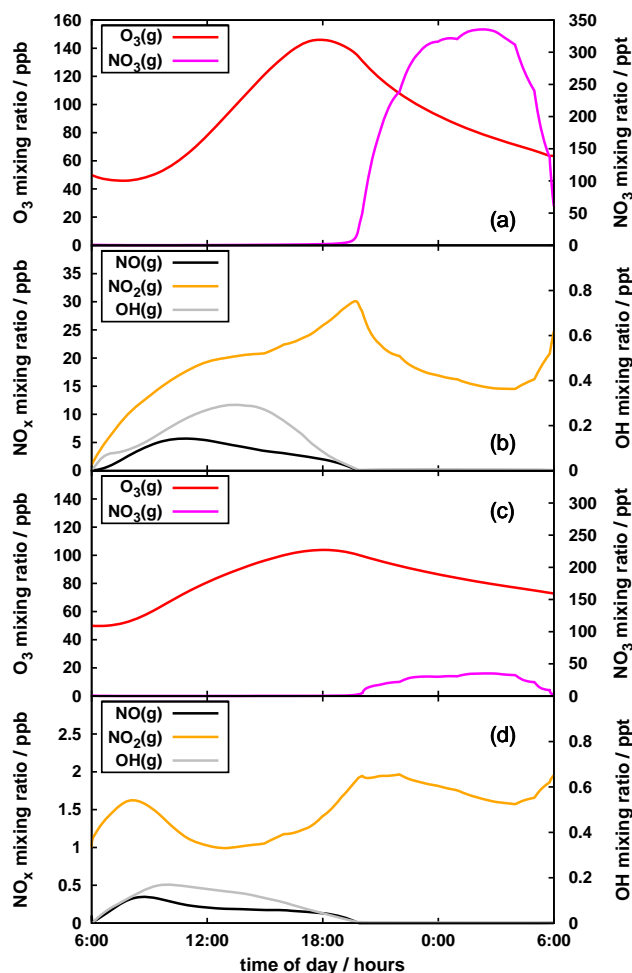 O3 mixing ratio / ppb
160
140
120
100
80
60
40
20
0
O3(g)
NO3(g)
(a)
350
300
250
200
150
100
50
0
NO3 mixing ratio / ppt
NOx mixing ratio / ppb
35
30
25
20
15
10
5
0
NO(g)
NO2(g)
OH(g)
(b)
0.8
0.6
0.4
0.2
0
OH mixing ratio / ppt
O3 mixing ratio / ppb
140
120
100
80
60
40
20
0
O3(g)
NO3(g)
(c)
300
250
200
150
100
50
0
NO3 mixing ratio / ppt
NOx mixing ratio / ppb
2.5
2
1.5
1
0.5
0
NO(g)
NO2(g)
OH(g)
(d)
0.8
0.6
0.4
0.2
0
OH mixing ratio / ppt
6:00 12:00 18:00 0:00 6:00
time of day / hours